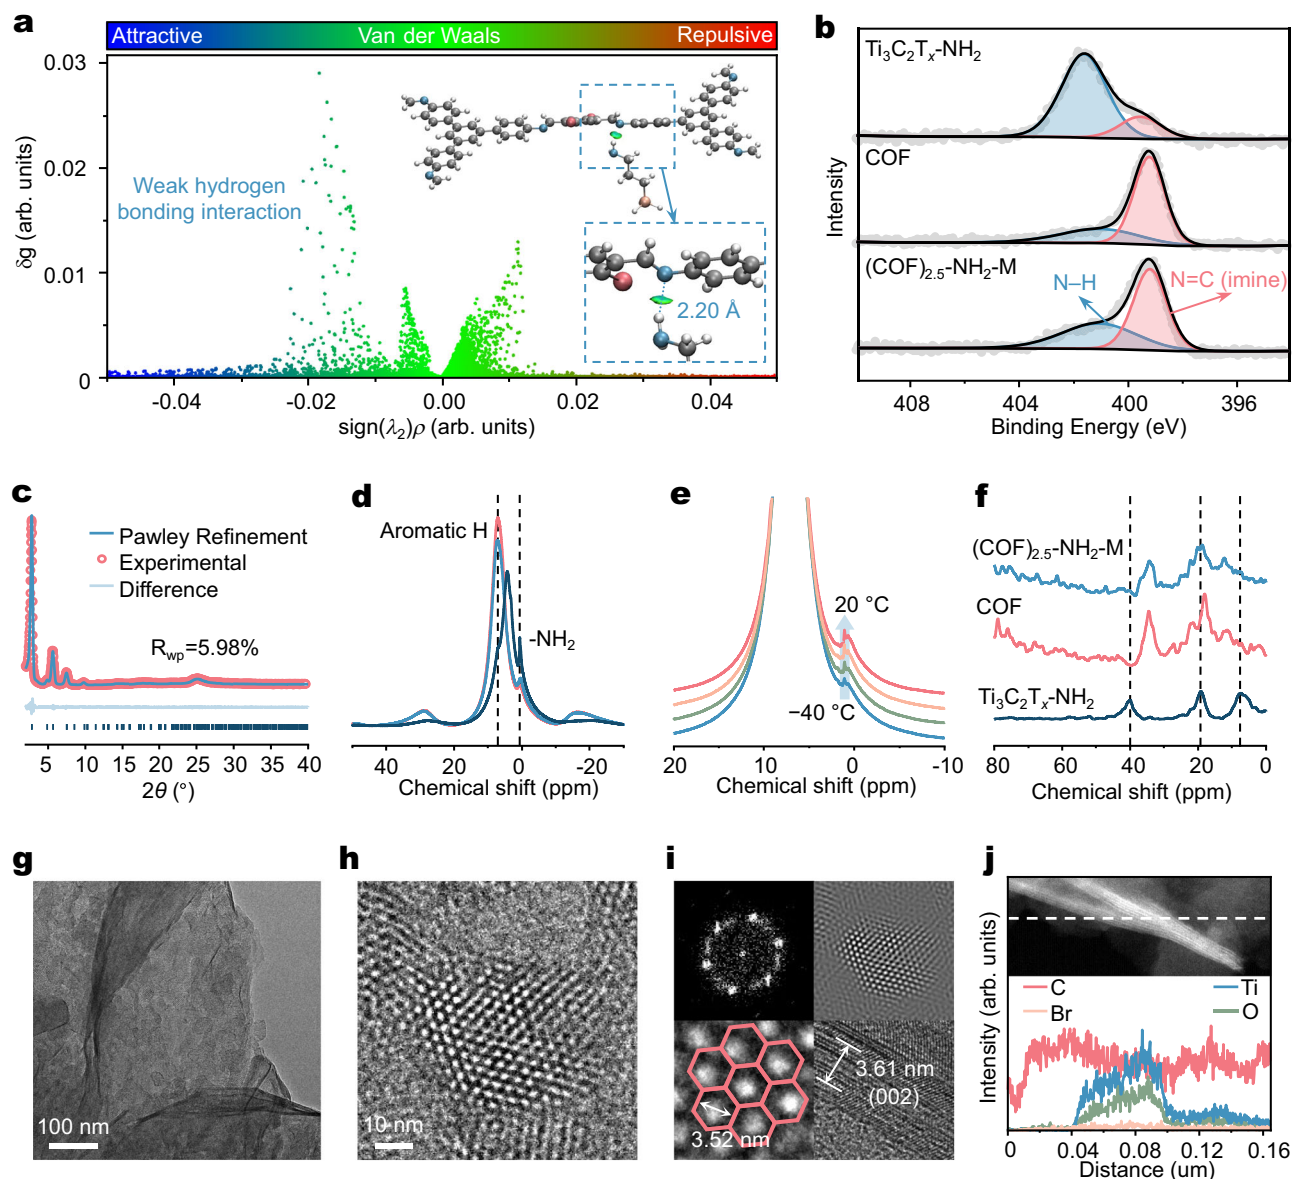 a
Attractive
Van der Waals
Repulsive
0.03
0.02
0.01
0
δg (arb. units)
Weak hydrogen
bonding interaction
2.20 Å
-0.04
-0.02
0.00
0.02
0.04
sign(λ₂)ρ (arb. units)
b
Ti₃C₂Tₓ-NH₂
COF
(COF)₂.₅-NH₂-M
N–H
N=C (imine)
Intensity
408
404
400
396
Binding Energy (eV)
c
Pawley Refinement
Experimental
Difference
R_wp=5.98%
5 10 15 20 25 30 35 40
2θ (°)
d
Aromatic H
-NH₂
50 20 0 -20
Chemical shift (ppm)
e
20 °C
−40 °C
20 10 0 -10
Chemical shift (ppm)
f
(COF)₂.₅-NH₂-M
COF
Ti₃C₂Tₓ-NH₂
80 60 40 20 0
Chemical shift (ppm)
g
100 nm
h
10 nm
i
3.52 nm
3.61 nm
(002)
j
Intensity (arb. units)
C
Ti
Br
O
0 0.04 0.08 0.12 0.16
Distance (um)